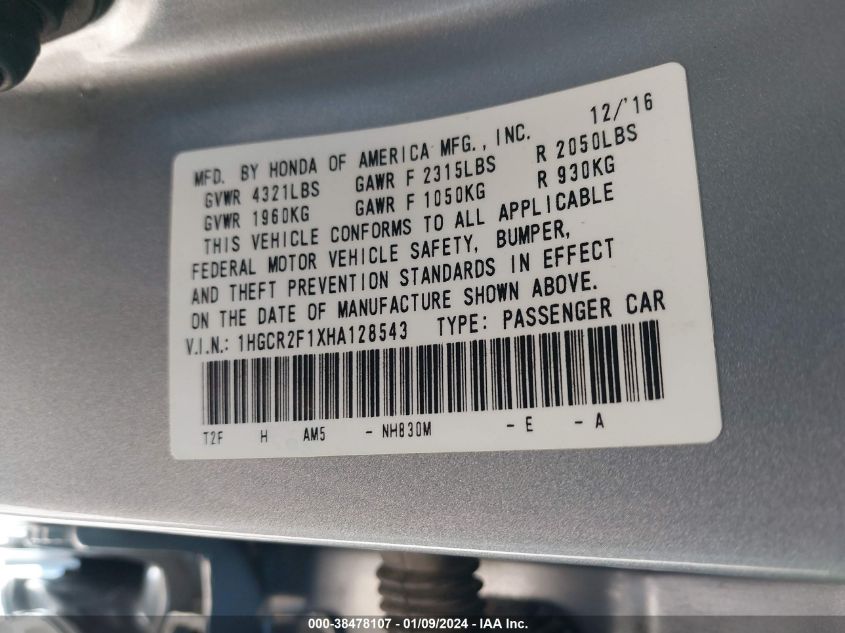 12/'16
MFD. BY HONDA OF AMERICA MFG., INC.
GVWR 4321LBS GAWR F 2315LBS R 2050LBS
GVWR 1960KG GAWR F 1050KG R 930KG
THIS VEHICLE CONFORMS TO ALL APPLICABLE
FEDERAL MOTOR VEHICLE SAFETY, BUMPER,
AND THEFT PREVENTION STANDARDS IN EFFECT
ON THE DATE OF MANUFACTURE SHOWN ABOVE.
V.I.N.: 1HGCR2F1XHA128543 TYPE: PASSENGER CAR
T2F H AM5 - NH830M - E - A
000-38478107 - 01/09/2024 - IAA Inc.